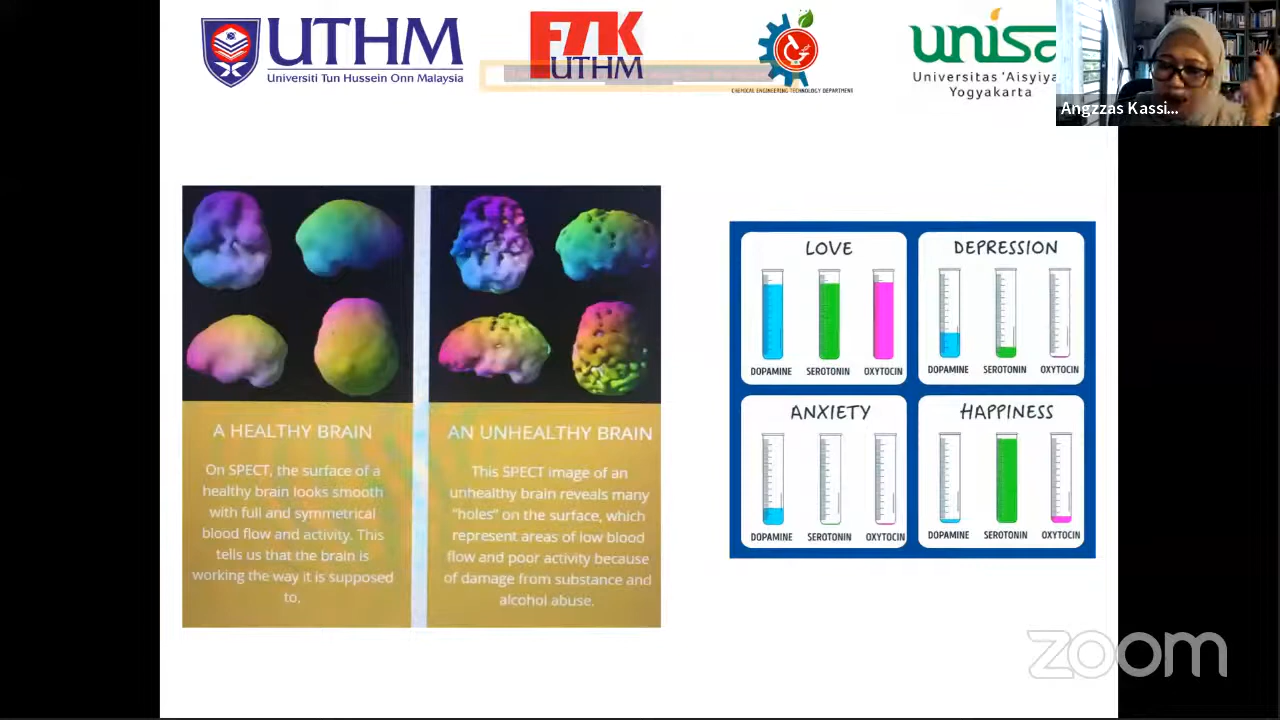 UTHM
Universiti Tun Hussein Onn Malaysia
UTHM
CHEMICAL ENGINEERING TECHNOLOGY DEPARTMENT
unisa
Universitas 'Aisyiya
Yogyakarta
Angzzas Kassi...
A HEALTHY BRAIN
On SPECT, the surface of a
healthy brain looks smooth
with full and symmetrical
blood flow and activity. This
tells us that the brain is
working the way it is supposed
to.
AN UNHEALTHY BRAIN
This SPECT image of an
unhealthy brain reveals many
"holes" on the surface, which
represent areas of low blood
flow and poor activity because
of damage from substance and
alcohol abuse.
LOVE
DOPAMINE SEROTONIN OXYTOCIN
DEPRESSION
DOPAMINE SEROTONIN OXYTOCIN
ANXIETY
DOPAMINE SEROTONIN OXYTOCIN
HAPPINESS
DOPAMINE SEROTONIN OXYTOCIN
zoom